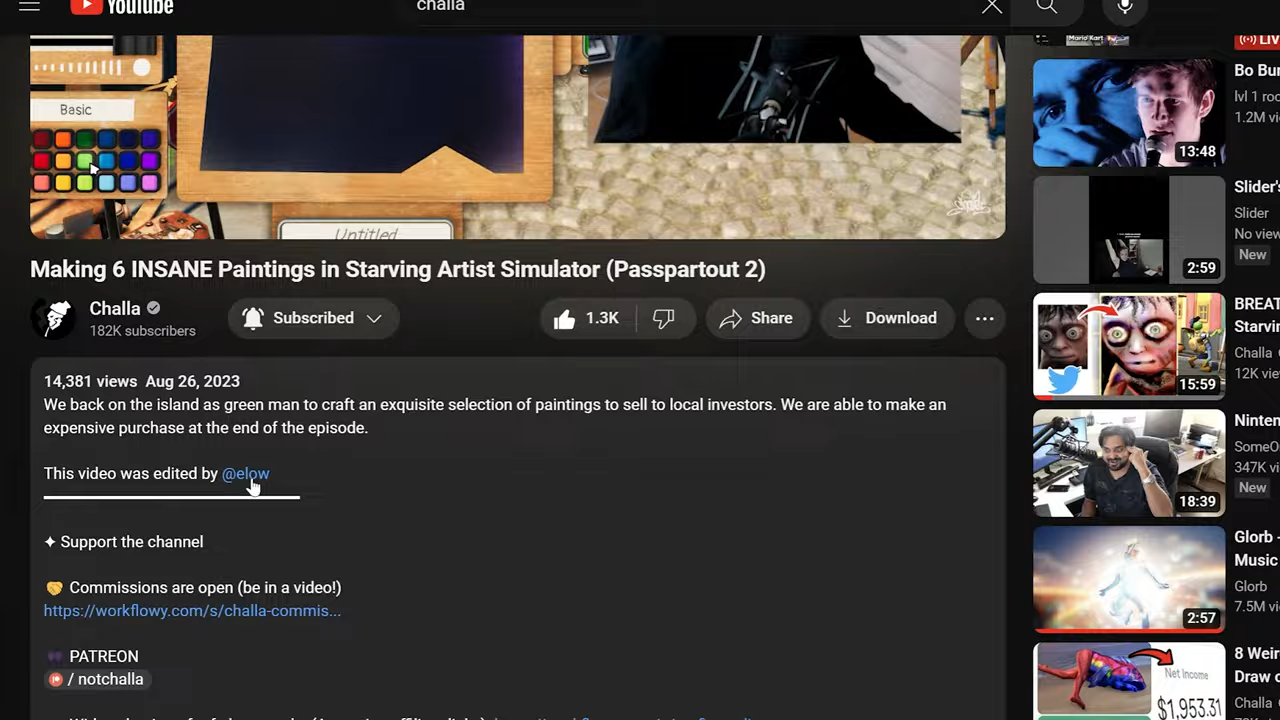 YouTube
challa
Mario Kart
LIV
Basic
Untitled
Making 6 INSANE Paintings in Starving Artist Simulator (Passpartout 2)
Challa
182K subscribers
Subscribed
1.3K
Share
Download
14,381 views Aug 26, 2023
We back on the island as green man to craft an exquisite selection of paintings to sell to local investors. We are able to make an
expensive purchase at the end of the episode.
This video was edited by @elow
✦ Support the channel
🤝 Commissions are open (be in a video!)
https://workflowy.com/s/challa-commis...
PATREON
/ notchalla
13:48
Bo Bur
lvl 1 roo
1.2M vi
2:59
Slider's
Slider
No view
New
15:59
BREAT
Starvin
Challa
12K vie
18:39
Ninten
SomeO
347K vi
New
2:57
Glorb -
Music
Glorb
7.5M vi
Net Income
$1,953.31
8 Weir
Draw o
Challa